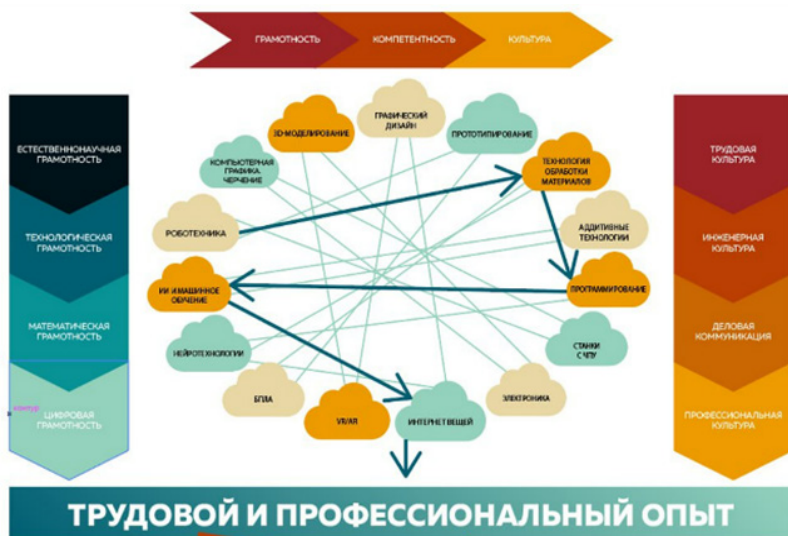 ГРАМОТНОСТЬ
КОМПЕТЕНТНОСТЬ
КУЛЬТУРА
ЕСТЕСТВЕННОНАУЧНАЯ
ГРАМОТНОСТЬ
ТЕХНОЛОГИЧЕСКАЯ
ГРАМОТНОСТЬ
МАТЕМАТИЧЕСКАЯ
ГРАМОТНОСТЬ
контур
ЦИФРОВАЯ
ГРАМОТНОСТЬ
ГРАФИЧЕСКИЙ
ДИЗАЙН
3D-МОДЕЛИРОВАНИЕ
ПРОТОТИПИРОВАНИЕ
КОМПЬЮТЕРНАЯ
ГРАФИКА.
ЧЕРЧЕНИЕ
ТЕХНОЛОГИЯ
ОБРАБОТКИ
МАТЕРИАЛОВ
РОБОТЕХНИКА
АДДИТИВНЫЕ
ТЕХНОЛОГИИ
ИИ И МАШИННОЕ
ОБУЧЕНИЕ
ПРОГРАММИРОВАНИЕ
НЕЙРОТЕХНОЛОГИИ
СТАНКИ
С ЧПУ
БПЛА
VR/AR
ИНТЕРНЕТ ВЕЩЕЙ
ЭЛЕКТРОНИКА
ТРУДОВАЯ
КУЛЬТУРА
ИНЖЕНЕРНАЯ
КУЛЬТУРА
ДЕЛОВАЯ
КОММУНИКАЦИЯ
ПРОФЕССИОНАЛЬНАЯ
КУЛЬТУРА
ТРУДОВОЙ И ПРОФЕССИОНАЛЬНЫЙ ОПЫТ